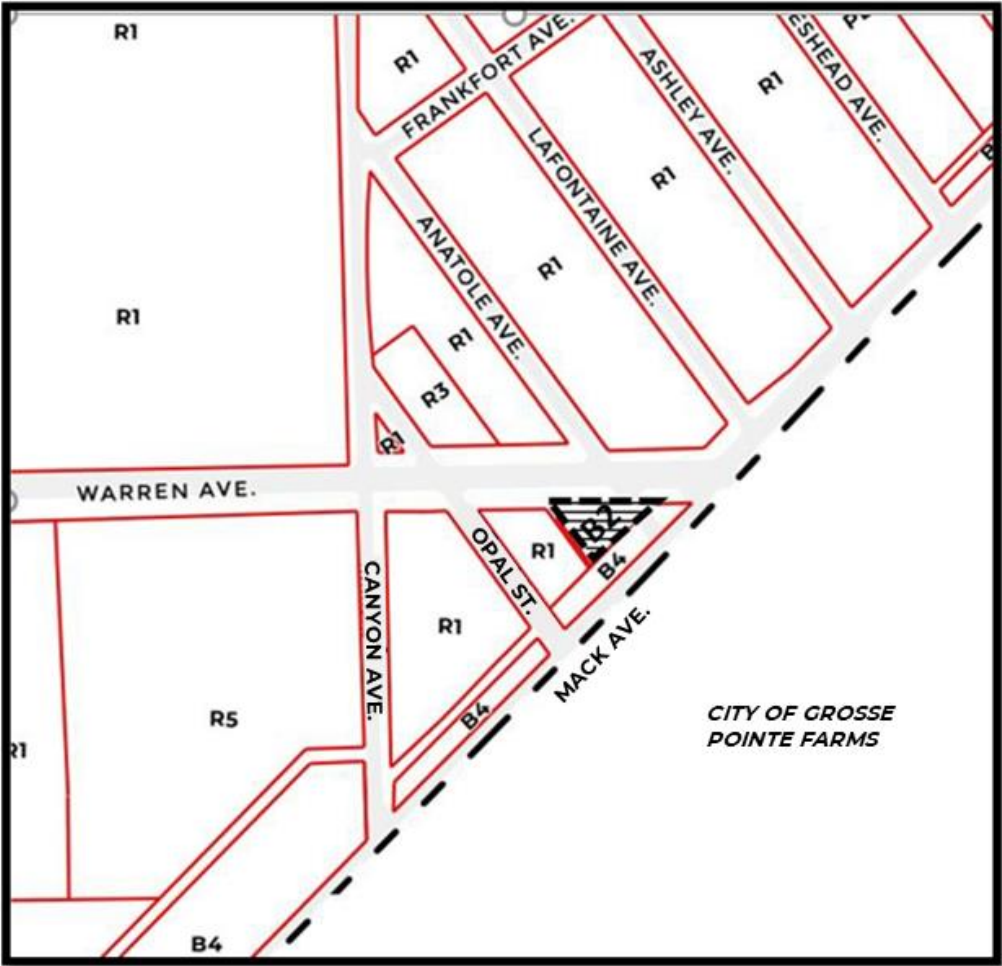 R1
R1
FRANKFORT AVE.
ASHLEY AVE.
R1
ESHEAD AVE.
R1
LAFONTAINE AVE.
R1
ANATOLE AVE.
R1
R1
R3
R1
WARREN AVE.
B2
OPAL ST.
R1
B4
CANYON AVE.
R1
MACK AVE.
B4
R5
R1
CITY OF GROSSE
POINTE FARMS
B4